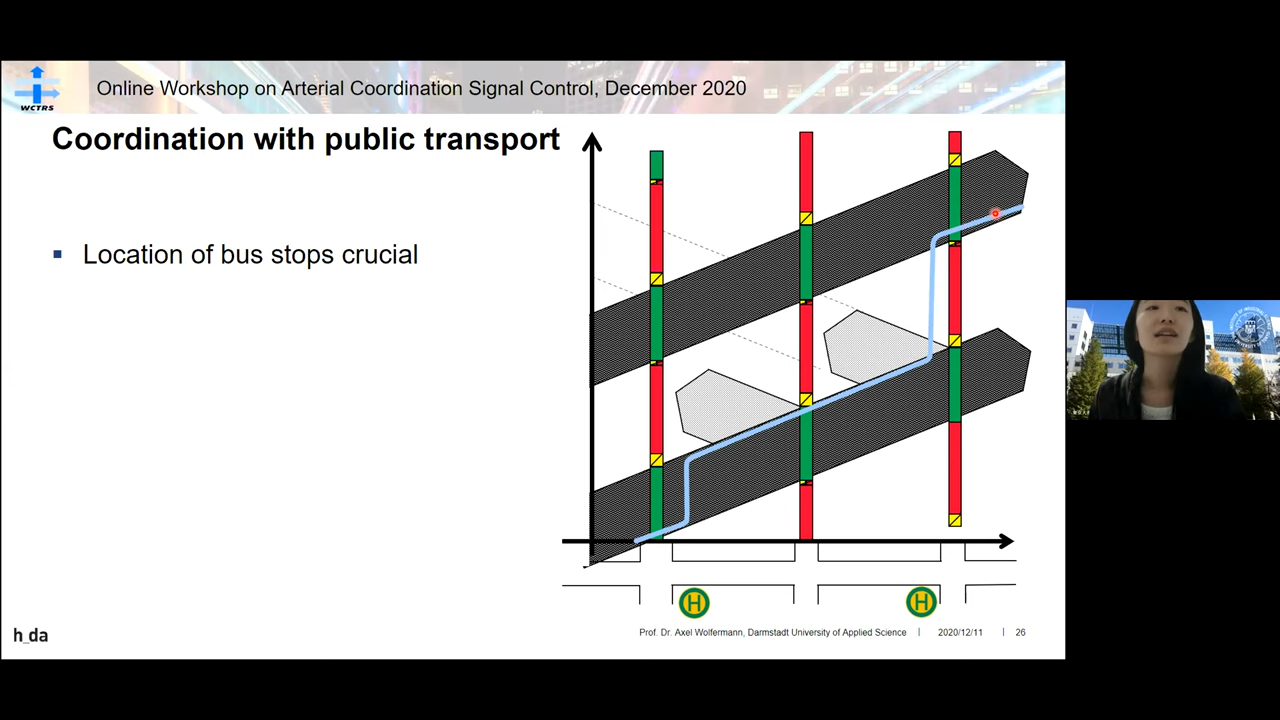 WCTRS
Online Workshop on Arterial Coordination Signal Control, December 2020
Coordination with public transport
Location of bus stops crucial
H
H
h_da
Prof. Dr. Axel Wolfermann, Darmstadt University of Applied Science | 2020/12/11 | 26